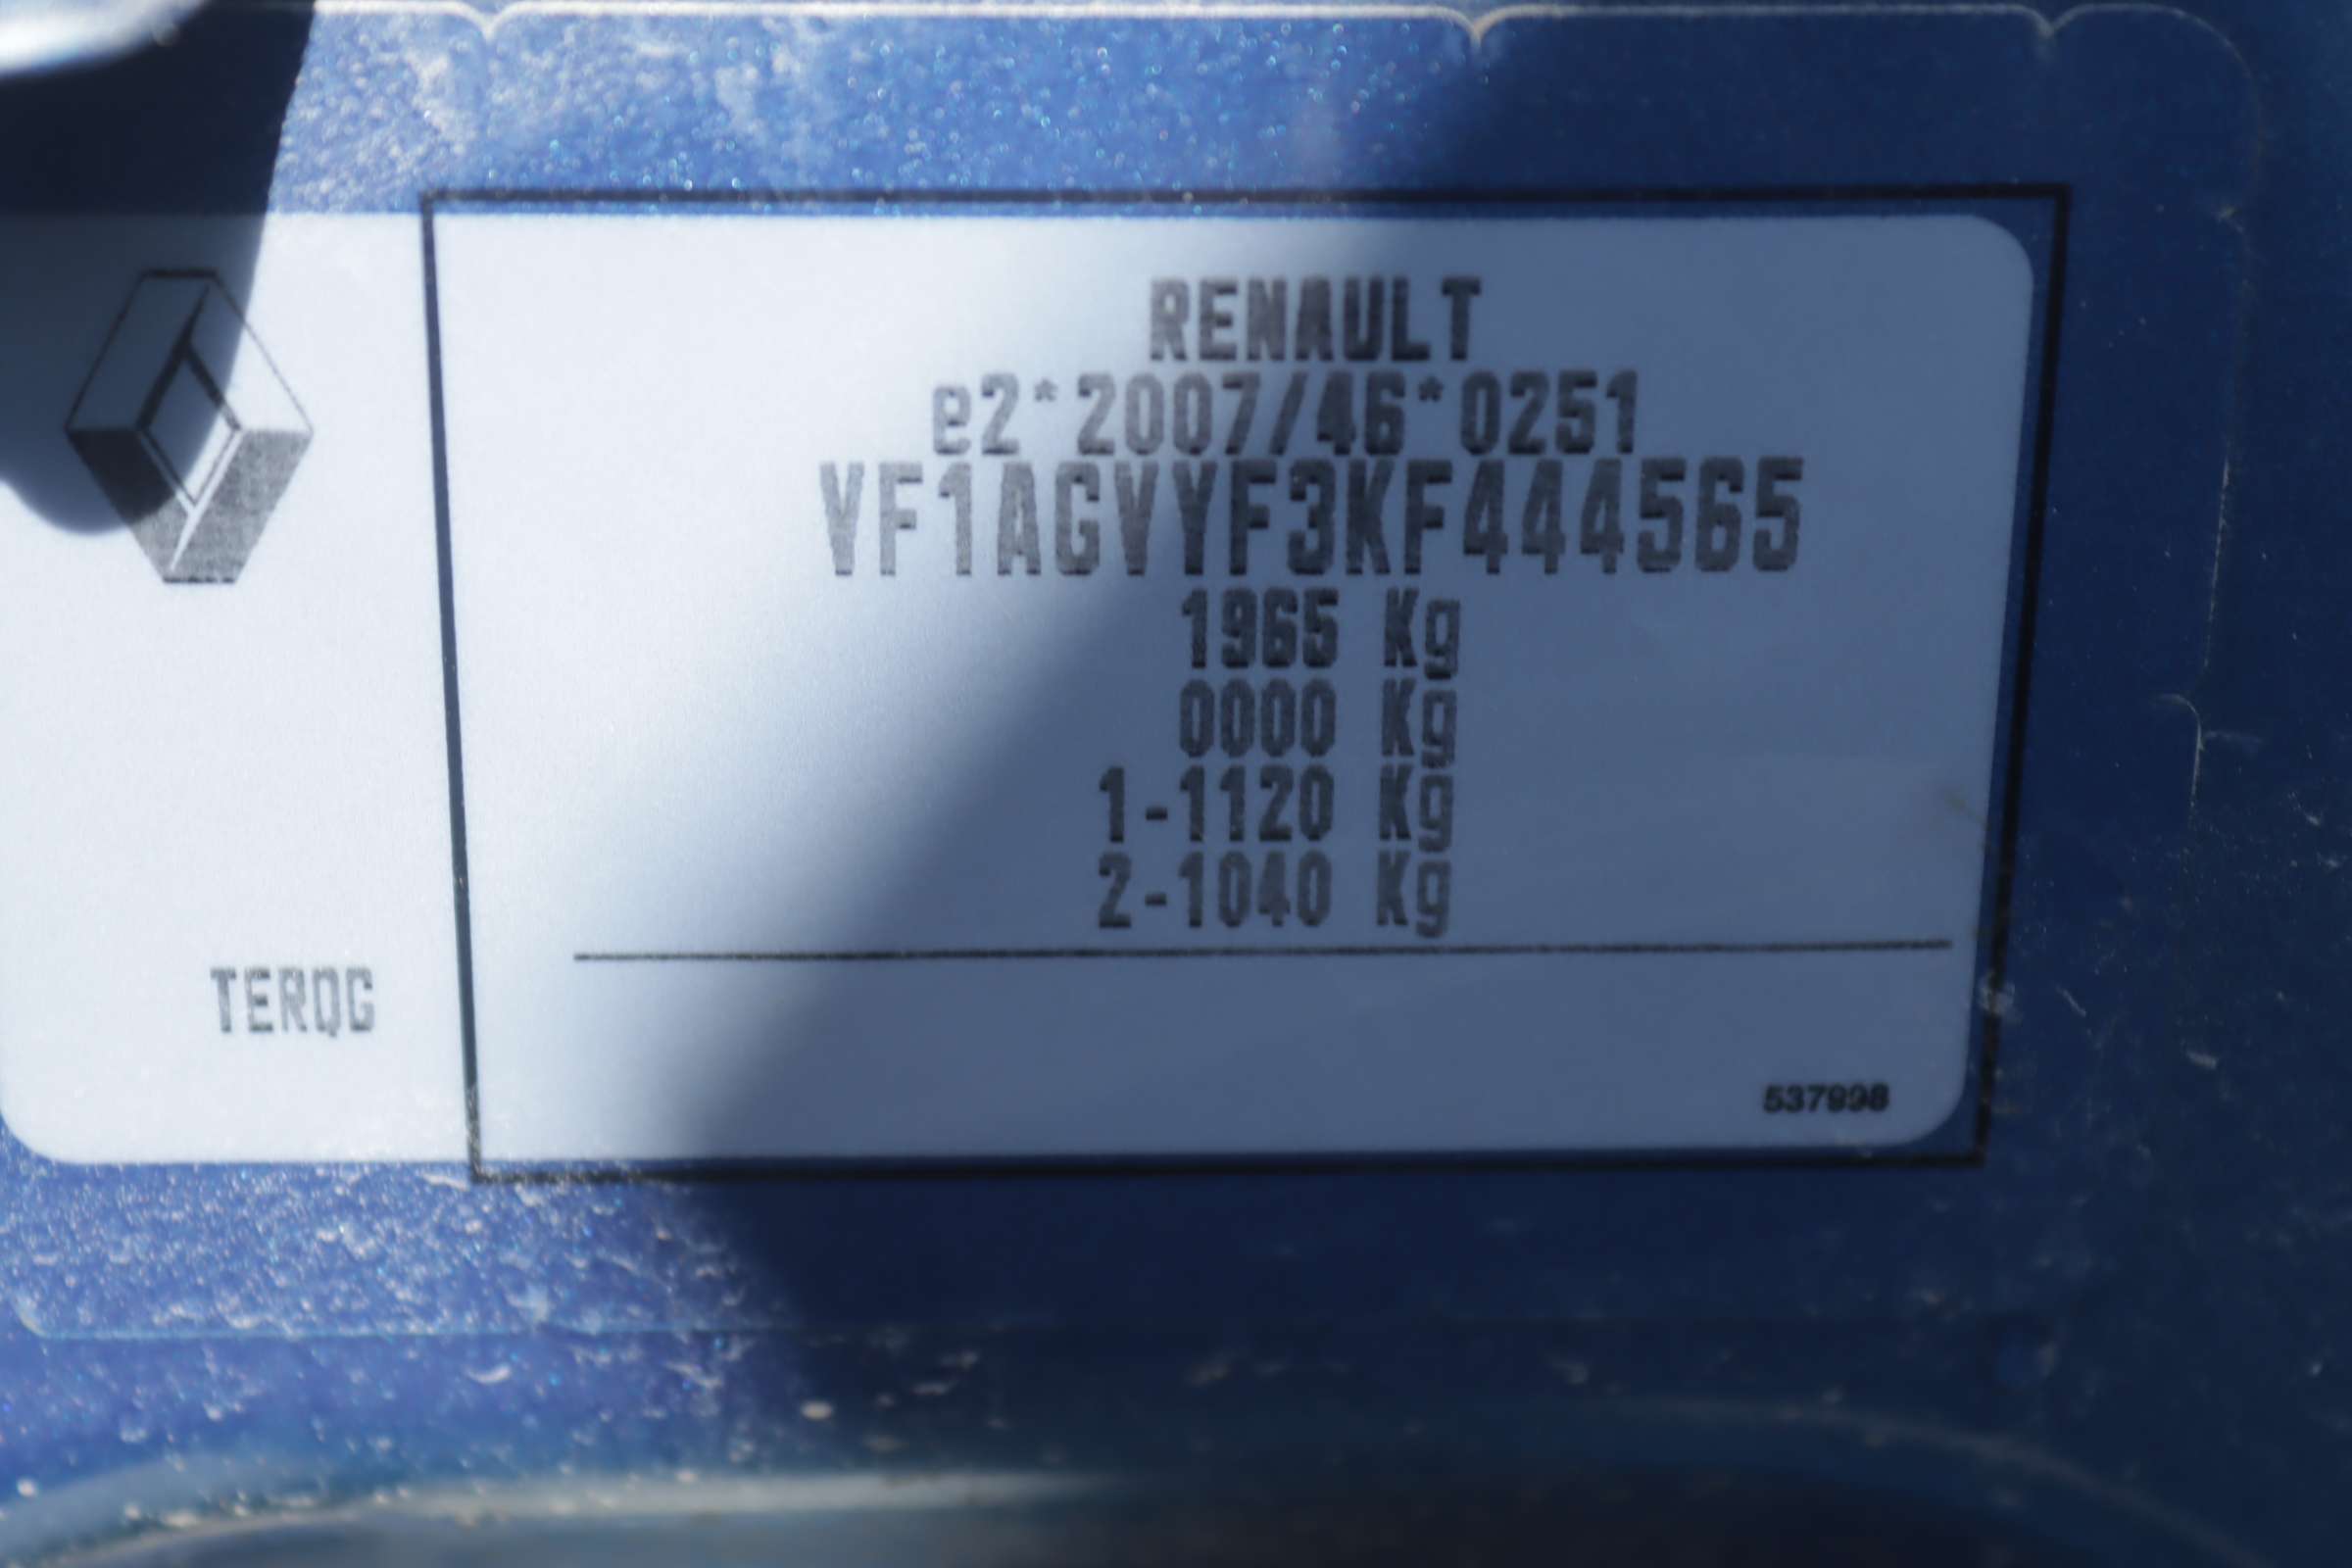 RENAULT
e2*2007/46*0251
VF1AGVYF3KF444565
1965 Kg
0000 Kg
1-1120 Kg
2-1040 Kg
TERQG
537998